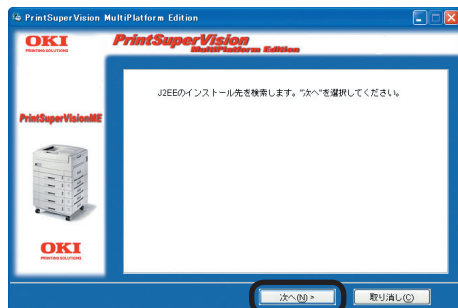 PrintSuperVision MultiPlatform Edition
OKI
PRINTING SOLUTIONS
PrintSuperVision
MultiPlatform Edition
J2EEのインストール先を検索します。"次へ"を選択してください。
PrintSuperVisionME
OKI
PRINTING SOLUTIONS
次へ(N) >
取り消し(C)